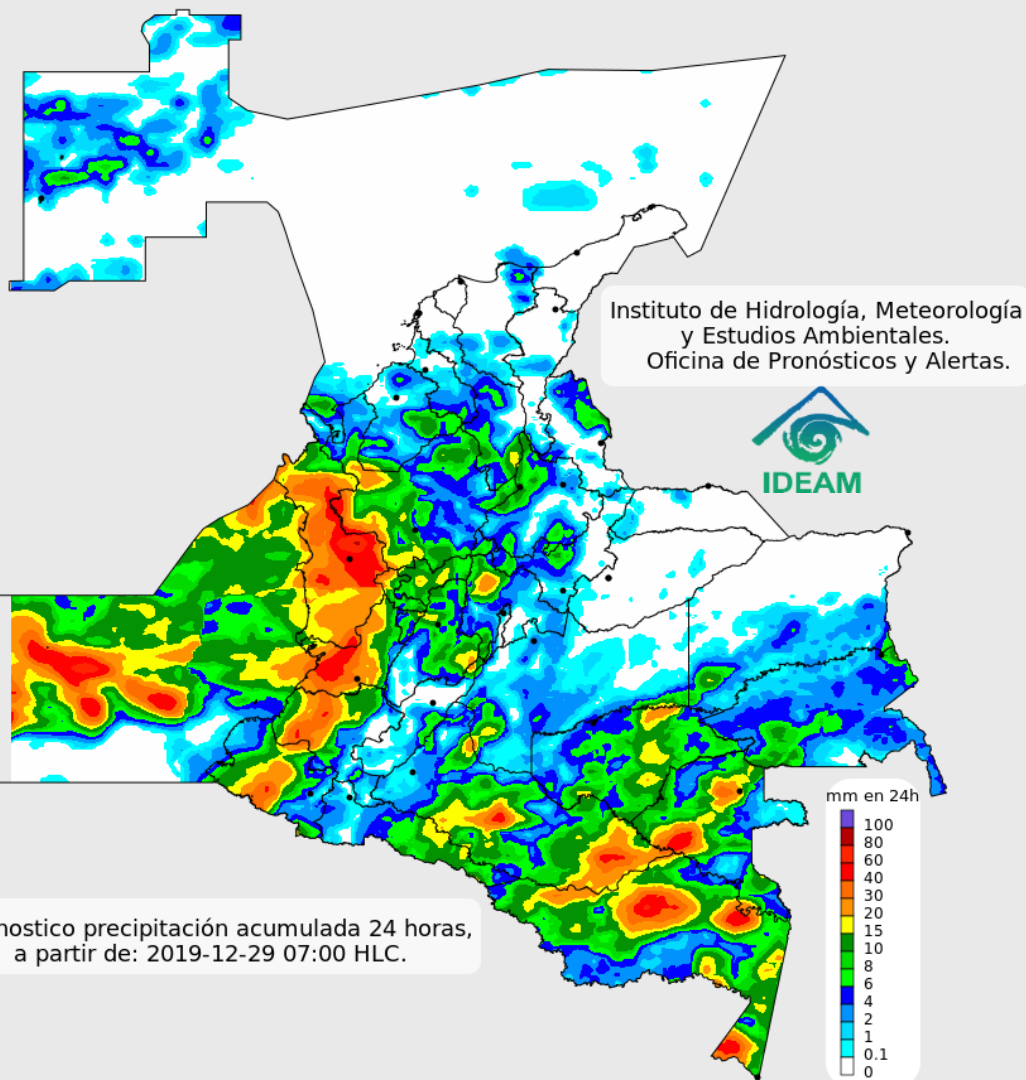 Instituto de Hidrología, Meteorología
y Estudios Ambientales.
Oficina de Pronósticos y Alertas.
IDEAM
mm en 24h
100
80
60
40
30
20
15
10
8
6
4
2
1
0.1
0
nostico precipitación acumulada 24 horas,
a partir de: 2019-12-29 07:00 HLC.